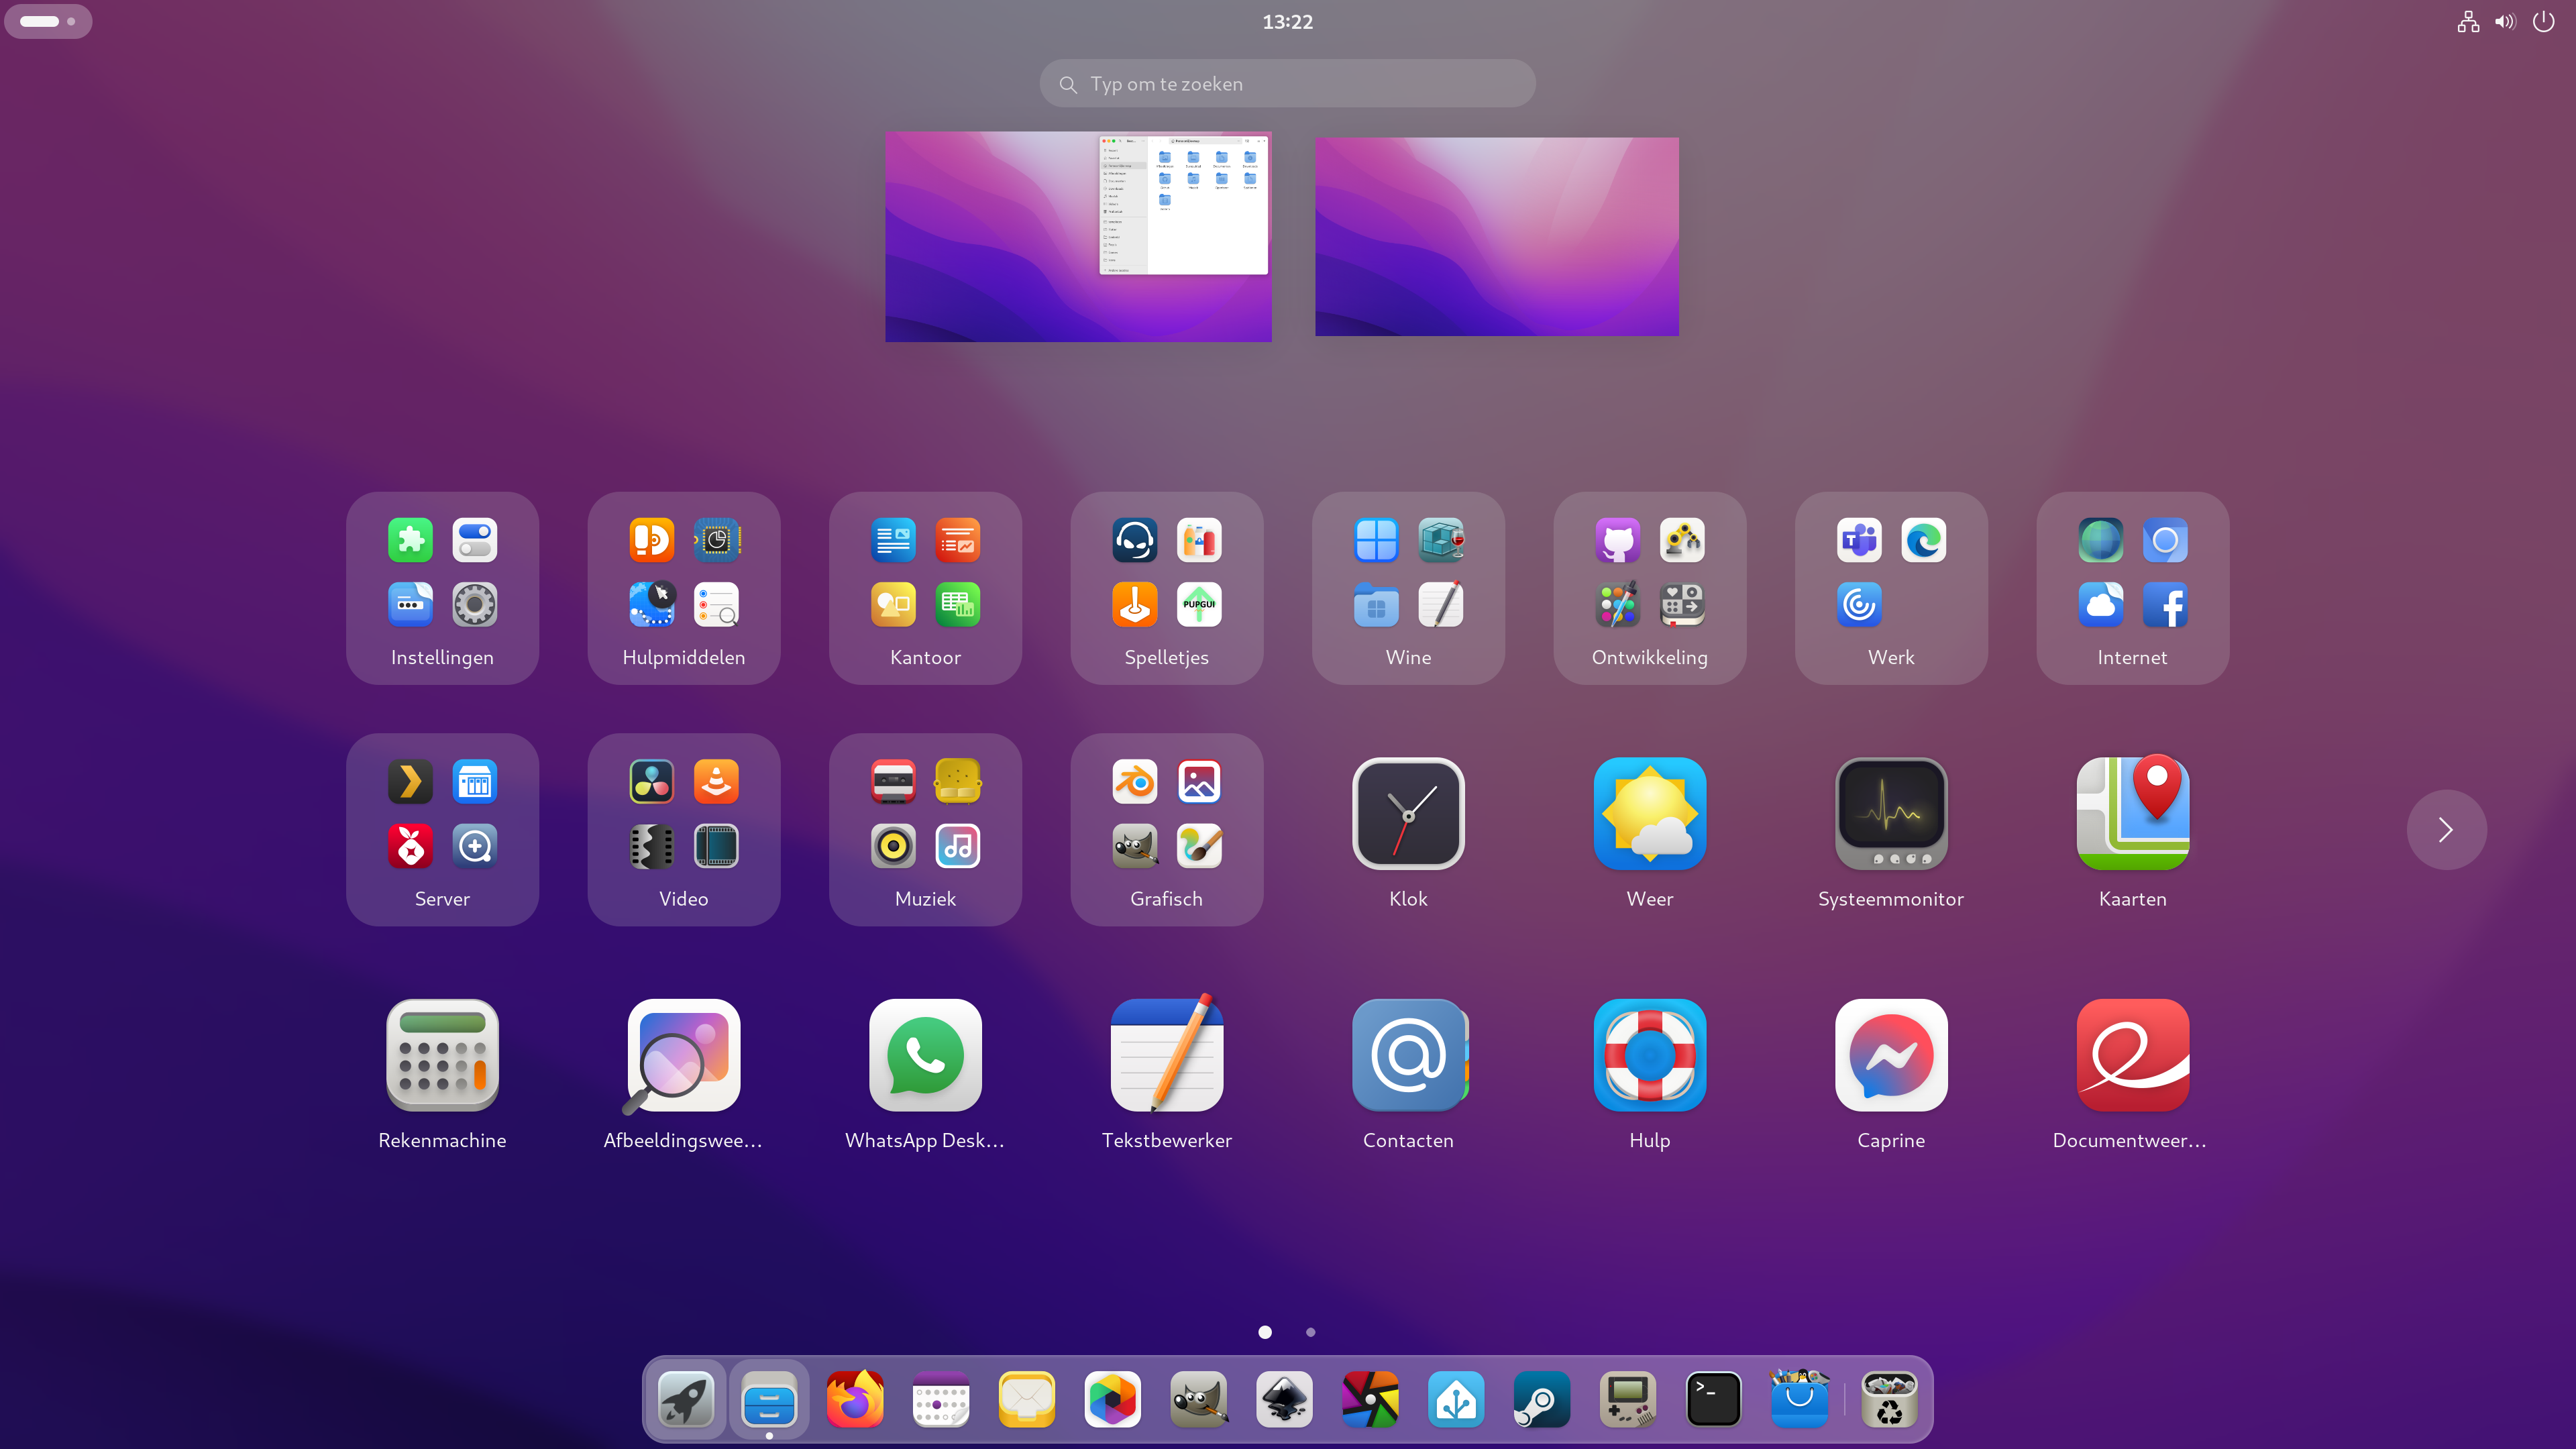 13:22
Typ om te zoeken
PUPGUI
Instellingen
Hulpmiddelen
Kantoor
Spelletjes
Wine
Ontwikkeling
Werk
Internet
Server
Video
Muziek
Grafisch
Klok
Weer
Systeemmonitor
Kaarten
Rekenmachine
Afbeeldingswee...
WhatsApp Desk...
Tekstbewerker
Contacten
Hulp
Caprine
Documentweer...
>_